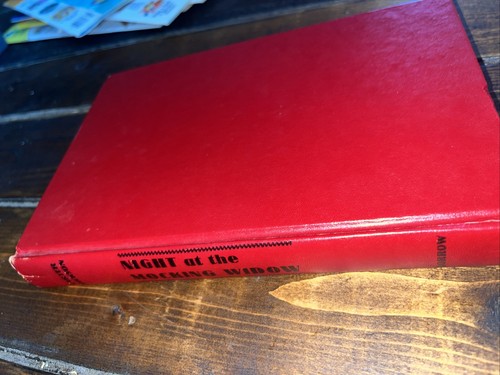 NIGHT at the
MOCKING WIDOW
MORROW